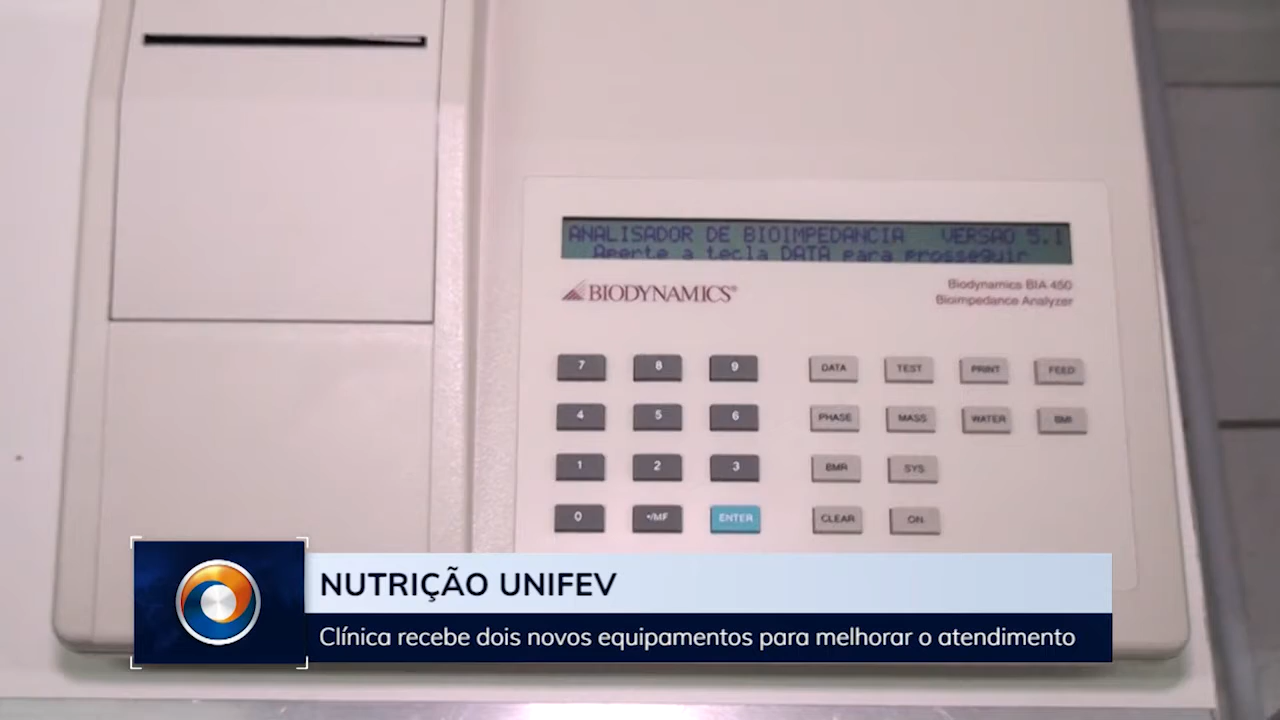 ANALISADOR DE BIOIMPEDANCIA VERSAO 5.1
Aperte a tecla DATA para prosseguir
BIODYNAMICS®
Biodynamics BIA 450
Bioimpedance Analyzer
7 8 9 DATA TEST PRINT FEED
4 5 6 PHASE MASS WATER BMI
1 2 3 BMR SYS
0 •/MF ENTER CLEAR ON
NUTRIÇÃO UNIFEV
Clínica recebe dois novos equipamentos para melhorar o atendimento